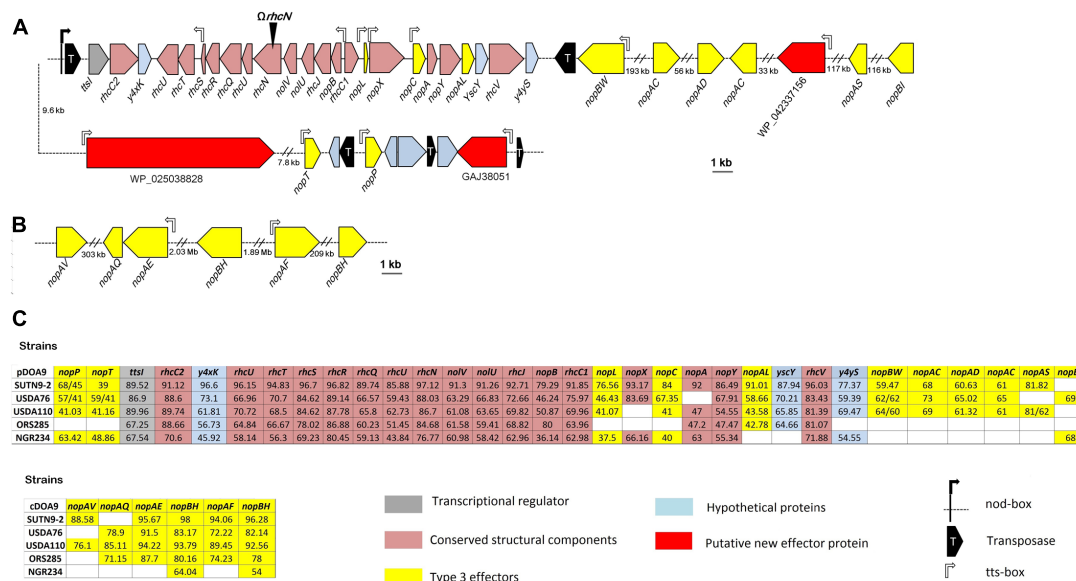 A
ΩrhcN
T
T
ttsI rhcC2 y4xK rhcU rhcT rhcS rhcR rhcQ rhcU rhcN nolV nolU rhcJ nopB rhcC1 nopL nopX nopC nopA nopY nopAL YscY rhcV y4yS nopBW nopAC nopAD nopAC WP_042337156 nopAS nopBI
193 kb 56 kb 33 kb 117 kb 116 kb
9.6 kb
T T T
7.8 kb
WP_025038828 nopT nopP GAJ38051
1 kb
B
303 kb 2.03 Mb 1.89 Mb 209 kb
nopAV nopAQ nopAE nopBH nopAF nopBH
1 kb
C
Strains
pDOA9 nopP nopT ttsI rhcC2 y4xK rhcU rhcT rhcS rhcR rhcQ rhcU rhcN nolV nolU rhcJ nopB rhcC1 nopL nopX nopC nopA nopY nopAL yscY rhcV y4yS nopBW nopAC nopAD nopAC nopAS
SUTN9-2 68/45 39 89.52 91.12 96.6 96.15 94.83 96.7 96.82 89.74 85.88 97.12 91.3 96.93 94.51 79.29 91.85 76.56 93.17 84 92 86.49 91.01 87.94 96.03 77.37 59.47 68 60.63 61 81.82
USDA76 57/41 59/41 86.9 88.6 73.1 66.96 70.7 84.62 89.14 66.57 59.43 88.03 63.29 66.83 72.66 46.24 75.97 46.43 83.69 67.35 47.91 58.66 70.21 83.43 59.39 62/62 73 65.02 65 69
USDA110 41.03 41.16 89.96 89.74 61.81 70.72 68.5 84.62 87.78 65.8 62.73 86.7 61.08 63.65 69.82 50.87 69.96 41.07 41 47 54.55 43.58 65.85 81.39 69.47 64/60 69 61.32 61 81/62
ORS285 67.25 88.66 56.73 64.84 66.67 78.02 86.88 60.23 51.45 84.68 61.58 59.41 68.82 80 62.87 47.2 47.47 42.78 64.66 81.07
NGR234 63.42 48.86 67.54 70.6 45.92 58.14 56.3 69.23 80.45 59.13 43.84 76.77 60.98 58.42 62.96 36.14 62.98 37.5 66.16 40 63 55.34 71.88 54.55 68
Strains
cDOA9 nopAV nopAQ nopAE nopBH nopAF nopBH
SUTN9-2 88.58 95.67 98 94.06 96.28
USDA76 78.9 91.5 83.17 72.22 82.14
USDA110 76.1 85.11 94.22 93.79 89.45 92.56
ORS285 71.15 87.7 80.16 74.23 78
NGR234 64.04 54
Transcriptional regulator
Conserved structural components
Type 3 effectors
Hypothetical proteins
Putative new effector protein
nod-box
T Transposase
tts-box